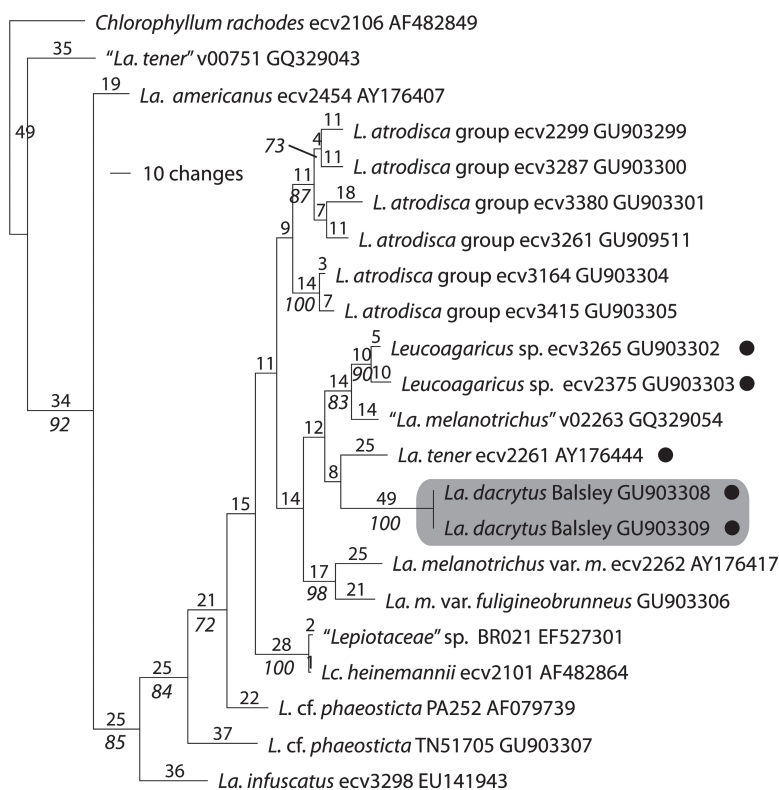 Chlorophyllum rachodes ecv2106 AF482849
35
"La. tener" v00751 GQ329043
19
La. americanus ecv2454 AY176407
49
11
L. atrodisca group ecv2299 GU903299
4
73
11
L. atrodisca group ecv3287 GU903300
10 changes
11
87
18
L. atrodisca group ecv3380 GU903301
7
11
L. atrodisca group ecv3261 GU909511
9
3
L. atrodisca group ecv3164 GU903304
14
100
7
L. atrodisca group ecv3415 GU903305
5
Leucoagaricus sp. ecv3265 GU903302
10
90
10
Leucoagaricus sp. ecv2375 GU903303
11
14
83
14
"La. melanotrichus" v02263 GQ329054
34
92
12
25
La. tener ecv2261 AY176444
8
La. dacrytus Balsley GU903308
49
100
La. dacrytus Balsley GU903309
15
14
25
La. melanotrichus var. m. ecv2262 AY176417
17
98
21
La. m. var. fuligineobrunneus GU903306
21
72
2
"Lepiotaceae" sp. BR021 EF527301
28
100
1
Lc. heinemannii ecv2101 AF482864
25
84
22
L. cf. phaeosticta PA252 AF079739
25
85
37
L. cf. phaeosticta TN51705 GU903307
36
La. infuscatus ecv3298 EU141943